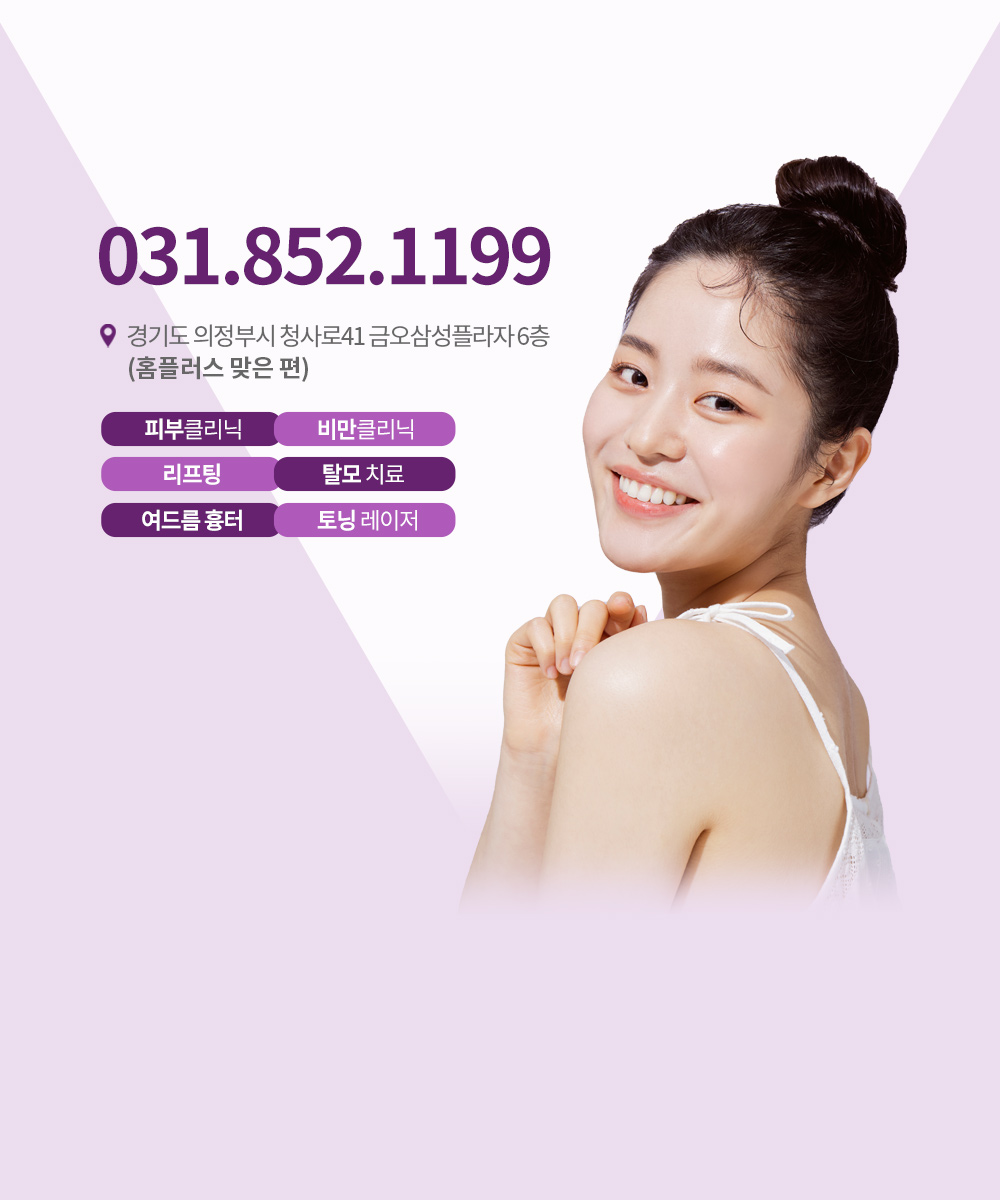 031.852.1199
경기도 의정부시 청사로41 금오삼성플라자 6층
(홈플러스 맞은 편)
피부클리닉 비만클리닉
리프팅 탈모 치료
여드름 흉터 토닝 레이저